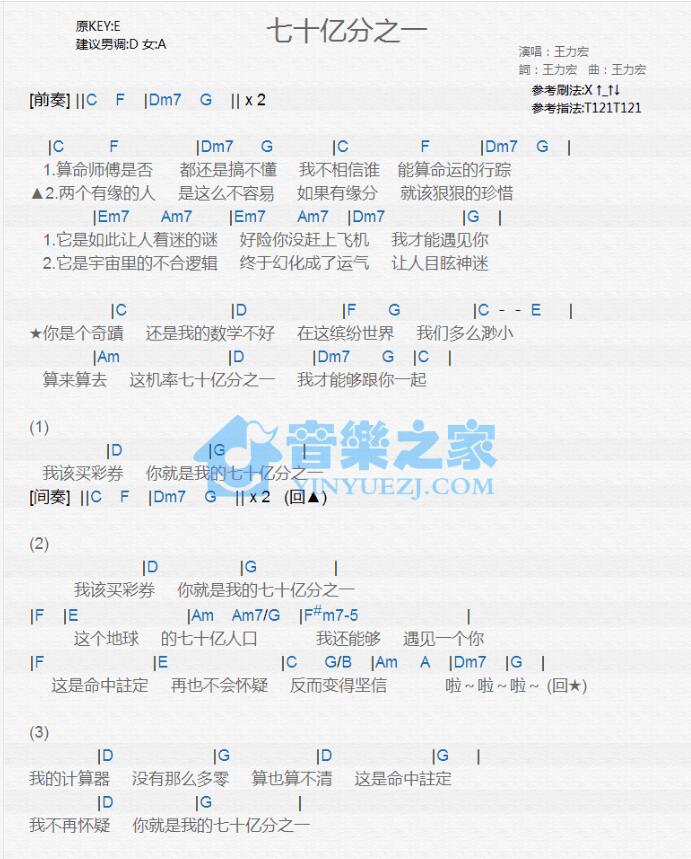 原KEY:E
建议男调:D 女:A
七十亿分之一
演唱：王力宏
詞：王力宏 曲：王力宏
参考刷法:X ↑_↑↓
参考指法:T121T121
[前奏] ||C F |Dm7 G || x 2
|C F |Dm7 G |C F |Dm7 G |
1.算命师傅是否 都还是搞不懂 我不相信谁 能算命运的行踪
▲2.两个有缘的人 是这么不容易 如果有缘分 就该狠狠的珍惜
|Em7 Am7 |Em7 Am7 |Dm7 |G |
1.它是如此让人着迷的谜 好险你没赶上飞机 我才能遇见你
2.它是宇宙里的不合逻辑 终于幻化成了运气 让人目眩神迷
|C |D |F G |C - - E |
★你是个奇蹟 还是我的数学不好 在这缤纷世界 我们多么渺小
|Am |D |Dm7 G |C |
算来算去 这机率七十亿分之一 我才能够跟你一起
(1)
|D |G |
我该买彩券 你就是我的七十亿分之一
[间奏] ||C F |Dm7 G || x 2 (回▲)
音樂之家
YINYUEZJ.COM
(2)
|D |G |
我该买彩券 你就是我的七十亿分之一
|F |E |Am Am7/G |F#m7-5 |
这个地球 的七十亿人口 我还能够 遇见一个你
|F |E |C G/B |Am A |Dm7 |G |
这是命中註定 再也不会怀疑 反而变得坚信 啦～啦～啦～ (回★)
(3)
|D |G |D |G |
我的计算器 没有那么多零 算也算不清 这是命中註定
|D |G |
我不再怀疑 你就是我的七十亿分之一